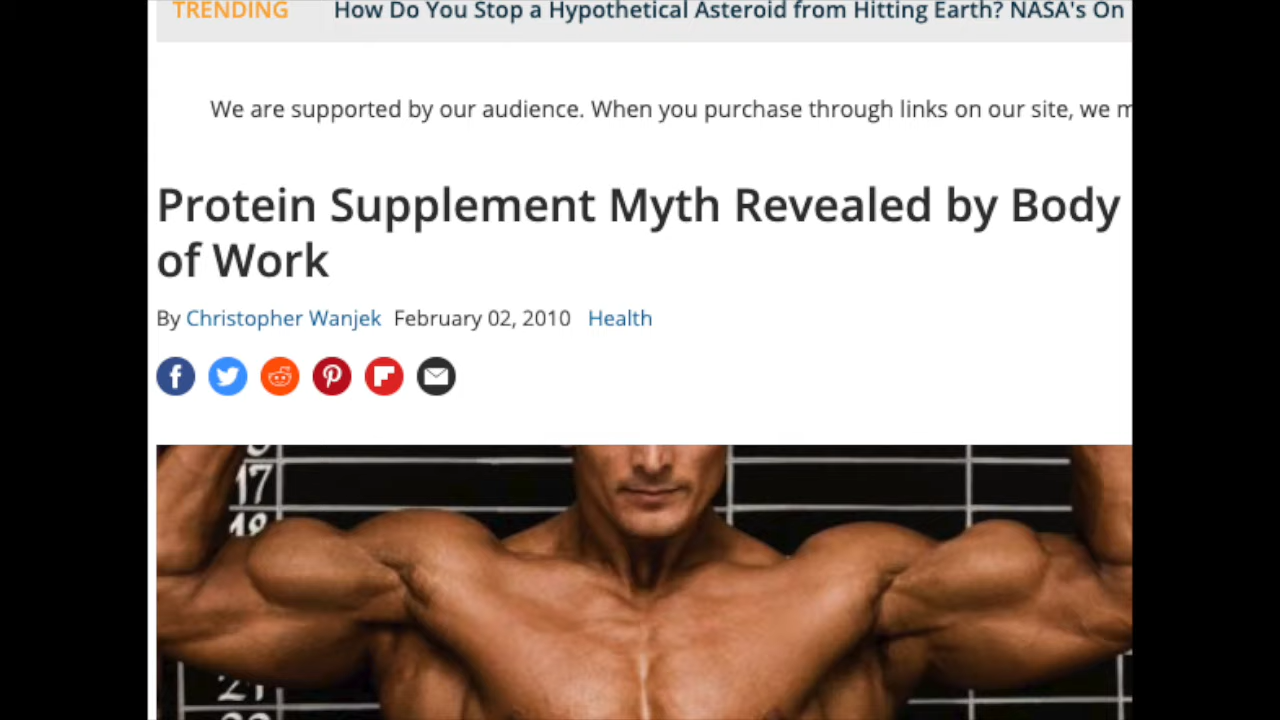 TRENDING How Do You Stop a Hypothetical Asteroid from Hitting Earth? NASA's On
We are supported by our audience. When you purchase through links on our site, we
Protein Supplement Myth Revealed by Body
of Work
By Christopher Wanjek February 02, 2010 Health
17
18
21